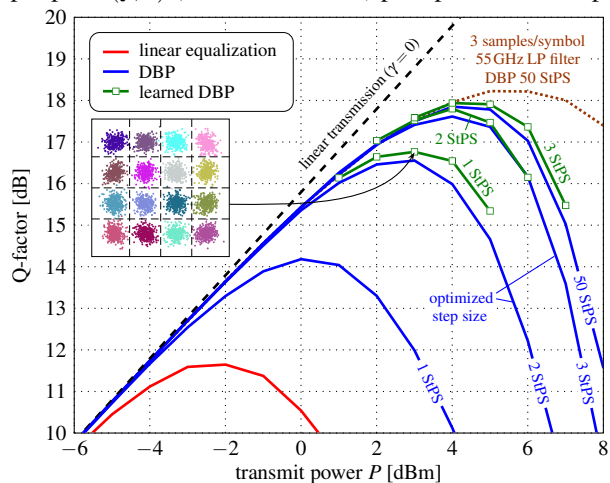 linear equalization
DBP
learned DBP
3 samples/symbol
55 GHz LP filter
DBP 50 StPS
linear transmission (γ = 0)
2 StPS
1 StPS
3 StPS
optimized
step size
1 StPS
2 StPS
3 StPS
50 StPS
20
19
18
17
16
15
14
13
12
11
10
Q-factor [dB]
−6 −4 −2 0 2 4 6 8
transmit power P [dBm]